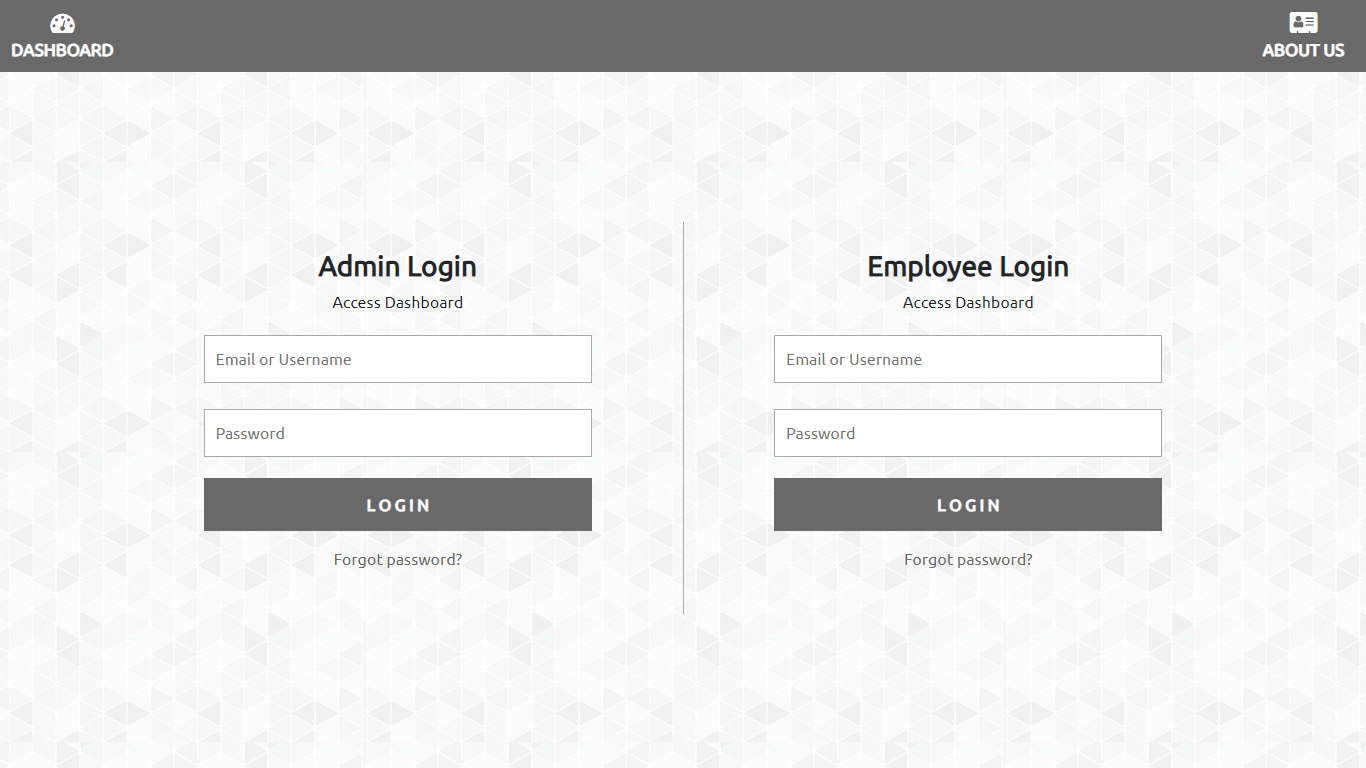 DASHBOARD
ABOUT US
Admin Login
Access Dashboard
Email or Username
Password
LOGIN
Forgot password?
Employee Login
Access Dashboard
Email or Username
Password
LOGIN
Forgot password?